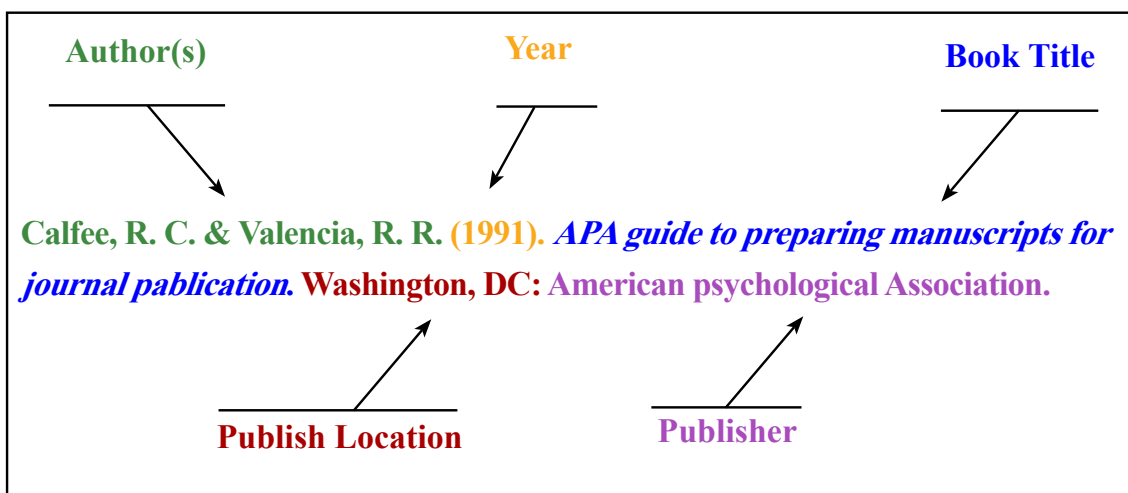 Author(s)
Year
Book Title
Calfee, R. C. & Valencia, R. R. (1991). APA guide to preparing manuscripts for
journal pablication. Washington, DC: American psychological Association.
Publish Location
Publisher